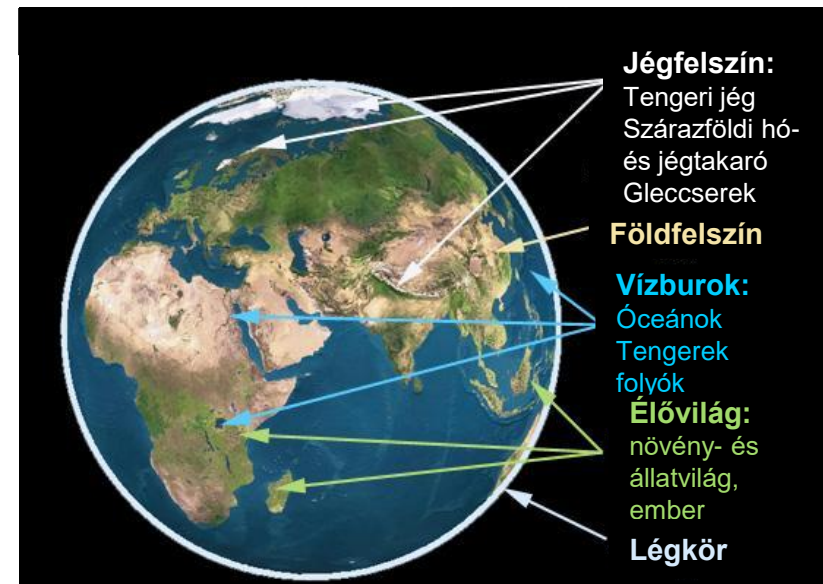 Jégfelszín:
Tengeri jég
Szárazföldi hó-
és jégtakaró
Gleccserek
Földfelszín
Vízburok:
Óceánok
Tengerek
folyók
Élővilág:
növény- és
állatvilág,
ember
Légkör